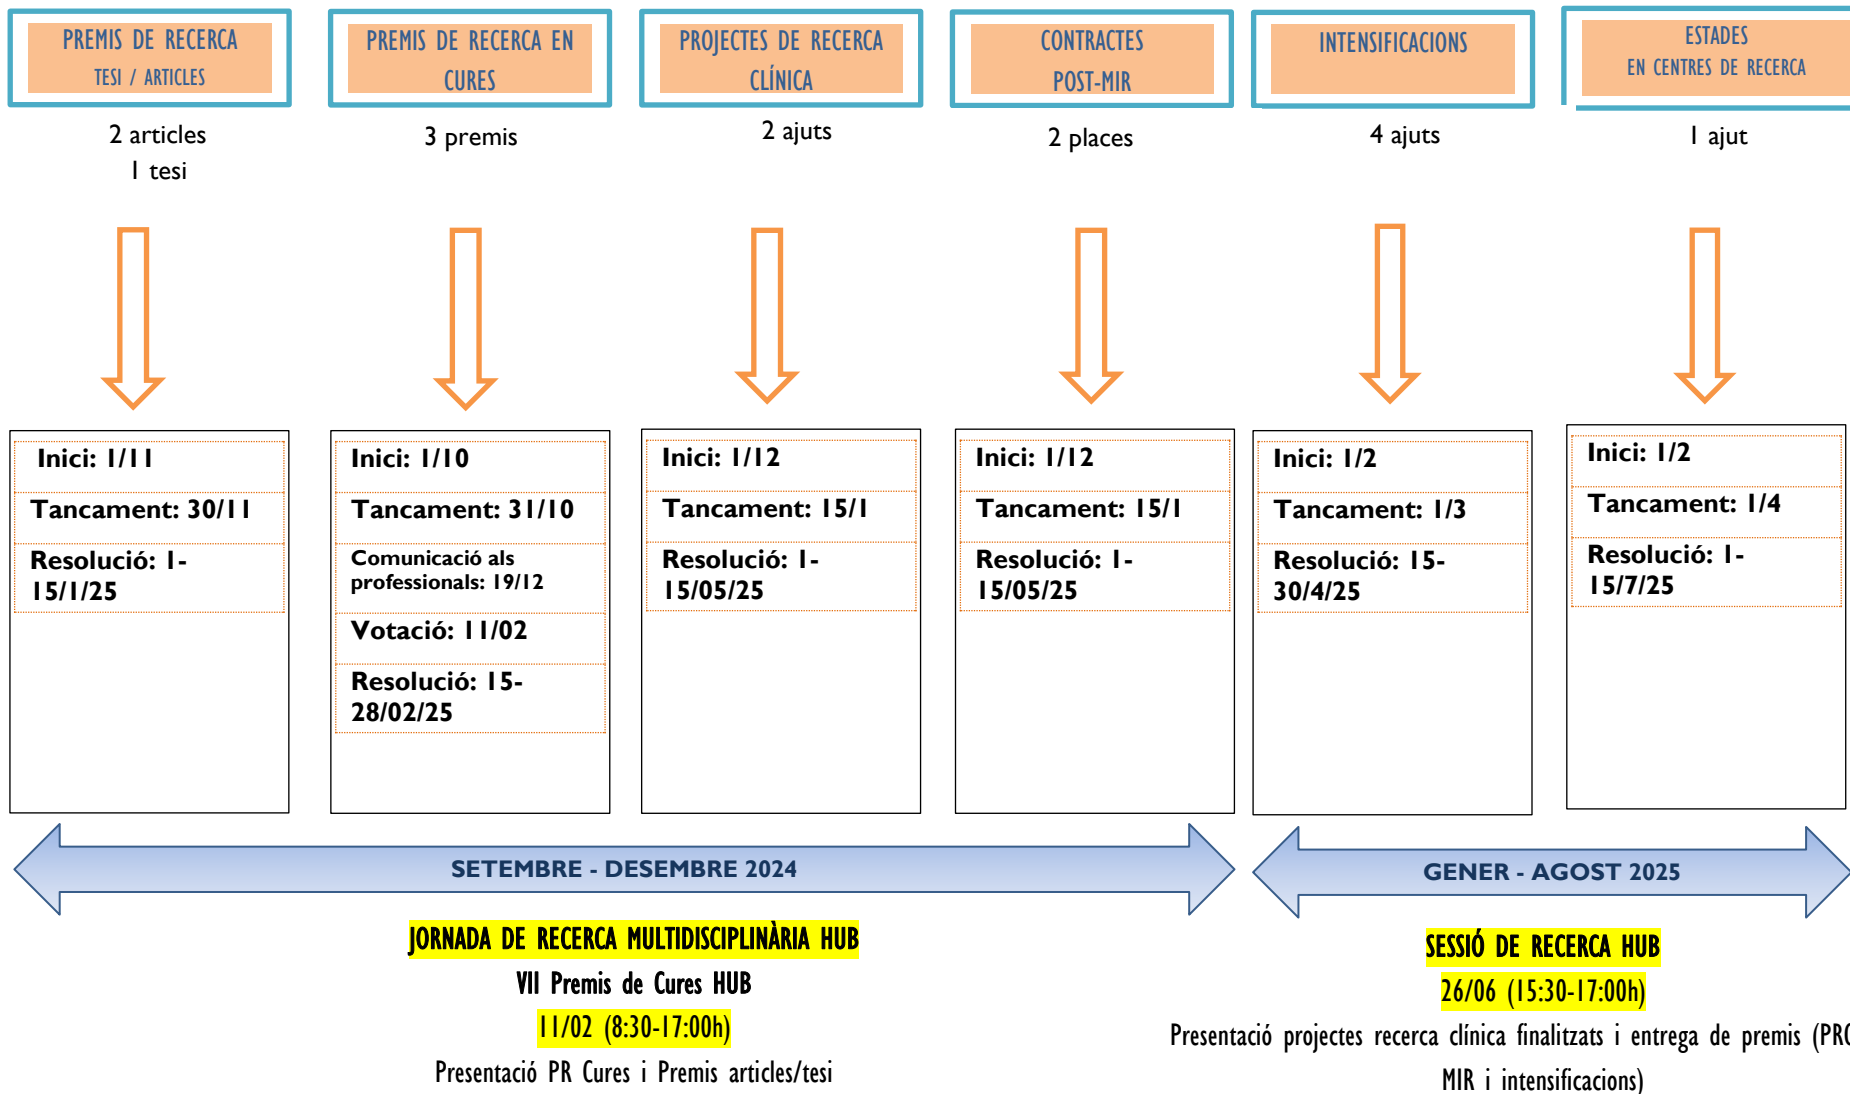 PREMIS DE RECERCA
TESI / ARTICLES
2 articles
1 tesi
PREMIS DE RECERCA EN
CURES
3 premis
PROJECTES DE RECERCA
CLÍNICA
2 ajuts
CONTRACTES
POST-MIR
2 places
INTENSIFICACIONS
4 ajuts
ESTADES
EN CENTRES DE RECERCA
1 ajut
Inici: 1/11
Tancament: 30/11
Resolució: 1-
15/1/25
Inici: 1/10
Tancament: 31/10
Comunicació als
professionals: 19/12
Votació: 11/02
Resolució: 15-
28/02/25
Inici: 1/12
Tancament: 15/1
Resolució: 1-
15/05/25
Inici: 1/12
Tancament: 15/1
Resolució: 1-
15/05/25
Inici: 1/2
Tancament: 1/3
Resolució: 15-
30/4/25
Inici: 1/2
Tancament: 1/4
Resolució: 1-
15/7/25
SETEMBRE - DESEMBRE 2024
GENER - AGOST 2025
JORNADA DE RECERCA MULTIDISCIPLINÀRIA HUB
VII Premis de Cures HUB
11/02 (8:30-17:00h)
Presentació PR Cures i Premis articles/tesi
SESSIÓ DE RECERCA HUB
26/06 (15:30-17:00h)
Presentació projectes recerca clínica finalitzats i entrega de premis
MIR i intensificacions)